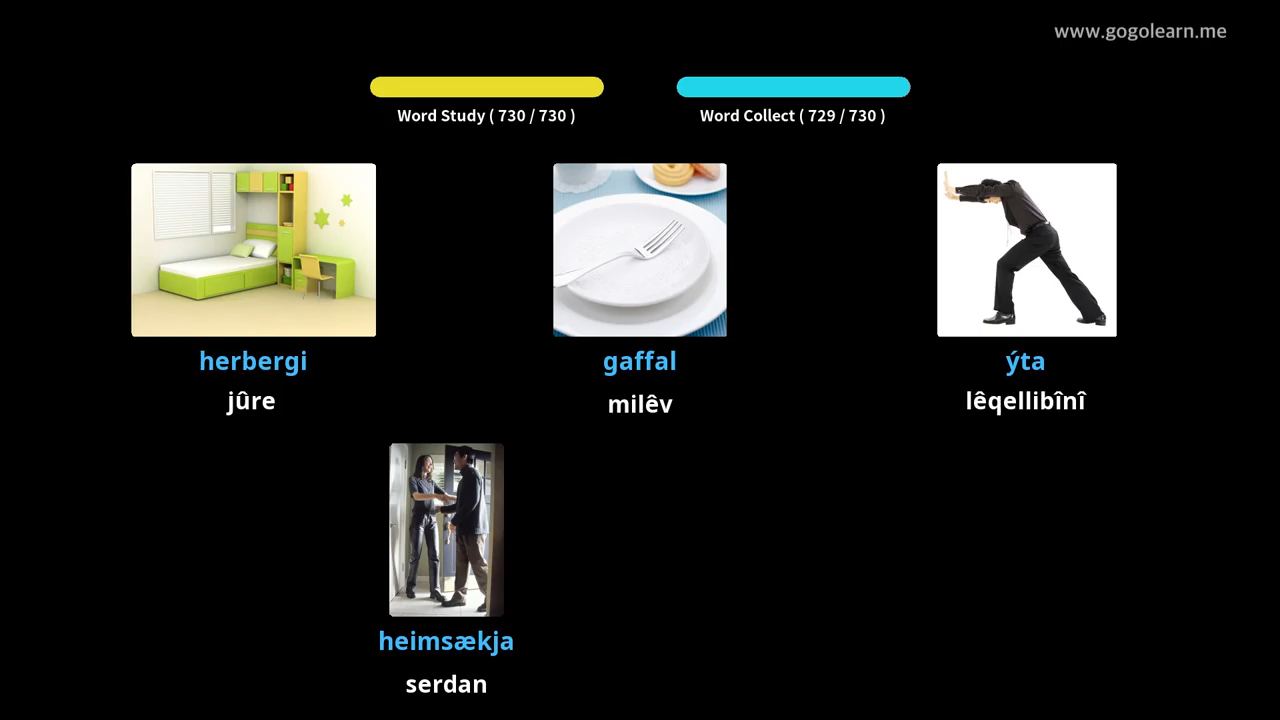 www.gogolearn.me
Word Study ( 730 / 730 )
Word Collect ( 729 / 730 )
herbergi
jûre
gaffal
milêv
ýta
lêqellibînî
heimsækja
serdan